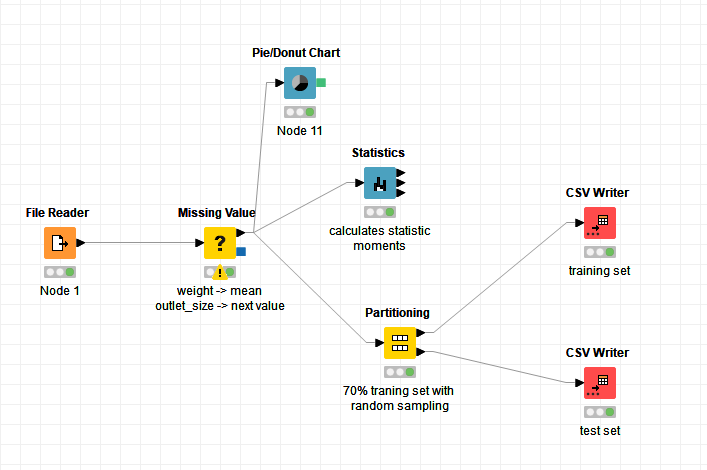 Pie/Donut Chart
Node 11
Statistics
calculates statistic
moments
File Reader
Node 1
Missing Value
?
weight -> mean
outlet_size -> next value
CSV Writer
training set
Partitioning
70% traning set with
random sampling
CSV Writer
test set